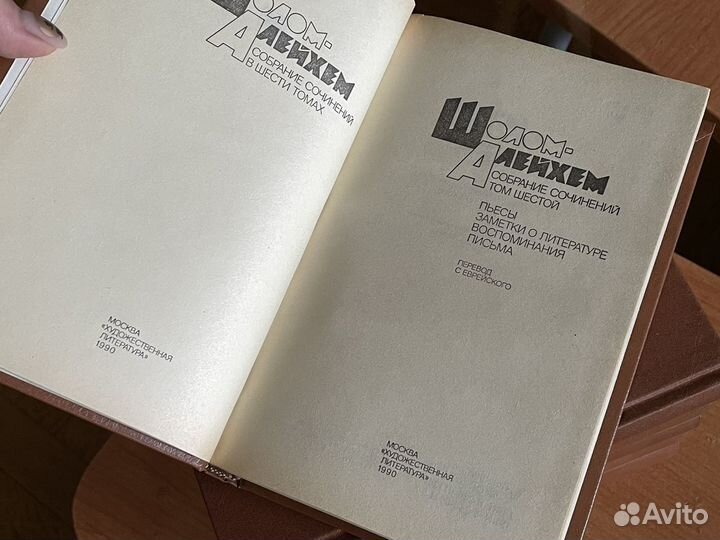 ШОЛОМ-
АЛЕЙХЕМ
СОБРАНИЕ СОЧИНЕНИЙ
В ШЕСТИ ТОМАХ
МОСКВА
«ХУДОЖЕСТВЕННАЯ
ЛИТЕРАТУРА»
1990
ШОЛОМ-
АЛЕЙХЕМ
СОБРАНИЕ СОЧИНЕНИЙ
ТОМ ШЕСТОЙ
ПЬЕСЫ
ЗАМЕТКИ О ЛИТЕРАТУРЕ
ВОСПОМИНАНИЯ
ПИСЬМА
ПЕРЕВОД
С ЕВРЕЙСКОГО
МОСКВА
«ХУДОЖЕСТВЕННАЯ
ЛИТЕРАТУРА»
1990
Avito